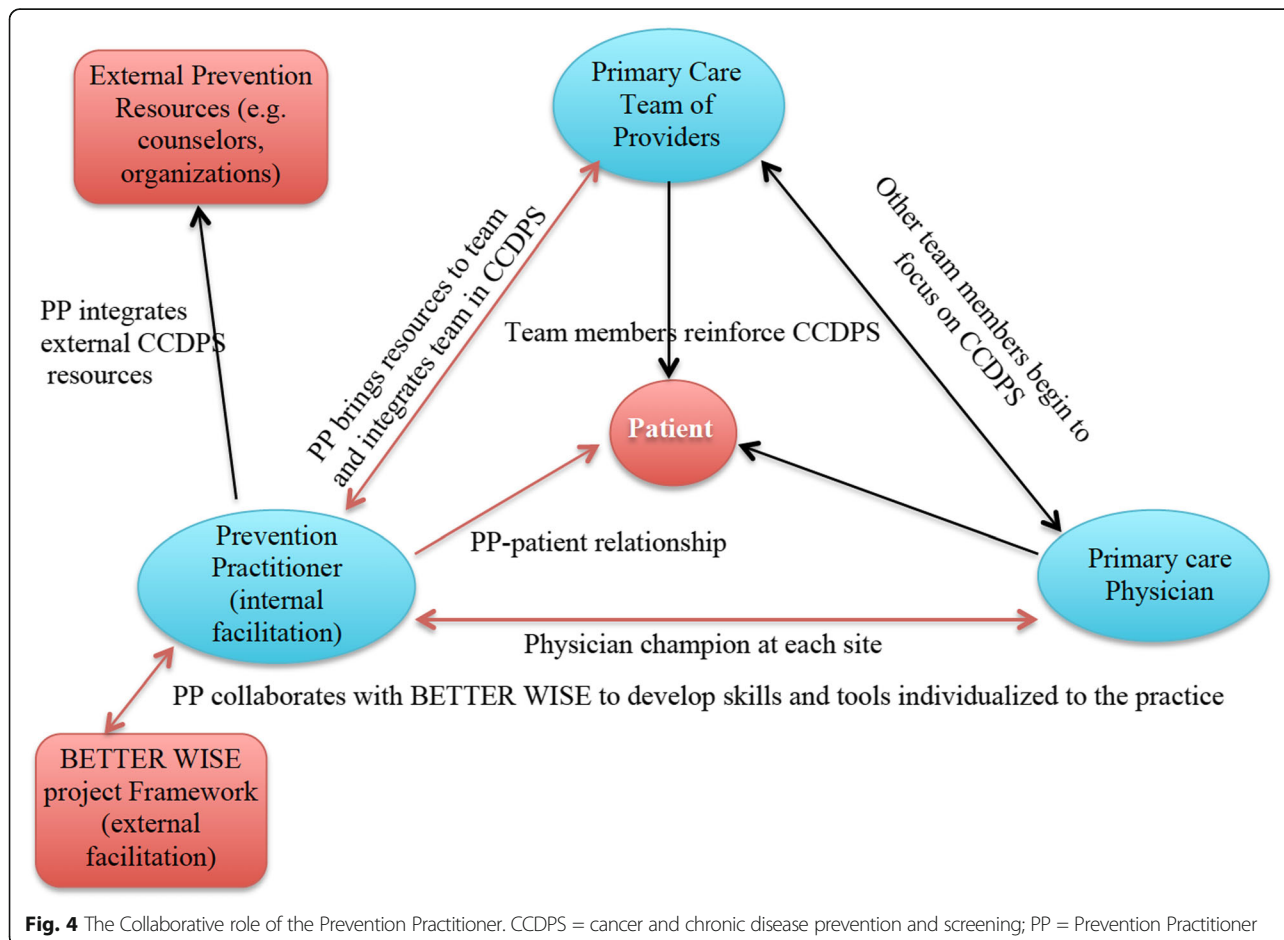 External Prevention
Resources (e.g.
counselors,
organizations)
Primary Care
Team of
Providers
PP integrates
external CCDPS
resources
PP brings resources to team
and integrates team in CCDPS
Team members reinforce CCDPS
Other team members begin to
focus on CCDPS
Patient
Prevention
Practitioner
(internal
facilitation)
PP-patient relationship
Primary care
Physician
Physician champion at each site
PP collaborates with BETTER WISE to develop skills and tools individualized to the practice
BETTER WISE
project Framework
(external
facilitation)
Fig. 4 The Collaborative role of the Prevention Practitioner. CCDPS = cancer and chronic disease prevention and screening; PP = Prevention Practitioner